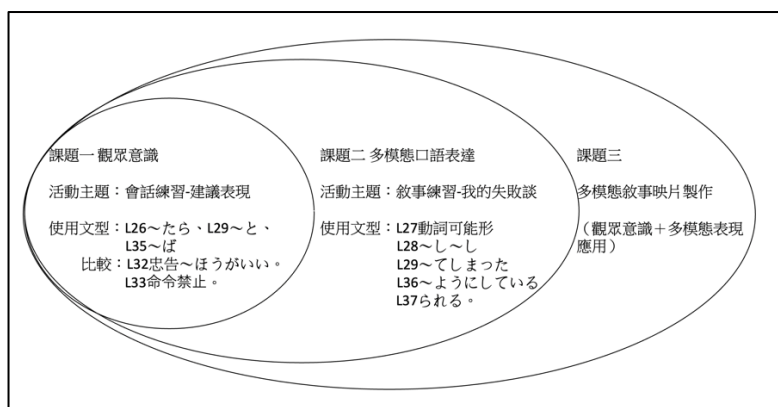 課題一 觀眾意識
活動主題：會話練習-建議表現
使用文型：L26～たら、L29～と、
L35～ば
比較：L32忠告～ほうがいい。
L33命令禁止。
課題二 多模態口語表達
活動主題：敘事練習-我的失敗談
使用文型：L27動詞可能形
L28～し～し
L29～てしまった
L36～ようにしている
L37られる。
課題三
多模態敘事映片製作
（觀眾意識＋多模態表現
應用）